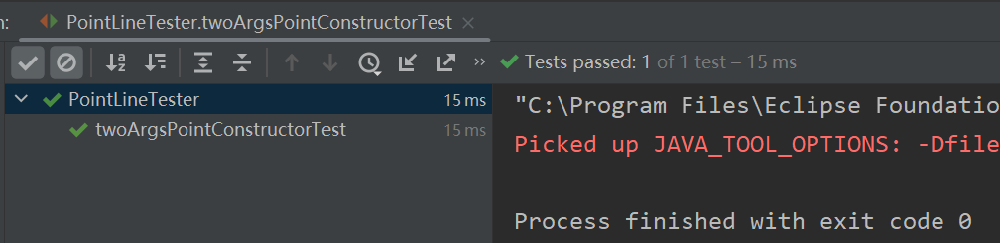 n: PointLineTester.twoArgsPointConstructorTest
Tests passed: 1 of 1 test – 15 ms
PointLineTester 15 ms
twoArgsPointConstructorTest 15 ms
"C:\Program Files\Eclipse Foundatio
Picked up JAVA_TOOL_OPTIONS: -Dfile
Process finished with exit code 0